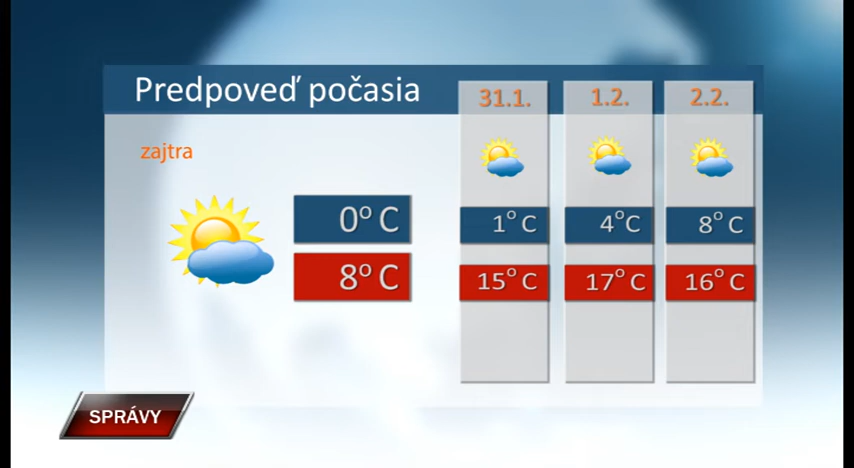 Predpoveď počasia
zajtra
0° C
8° C
31.1.
1° C
15° C
1.2.
4°C
17° C
2.2.
8° C
16° C
SPRÁVY